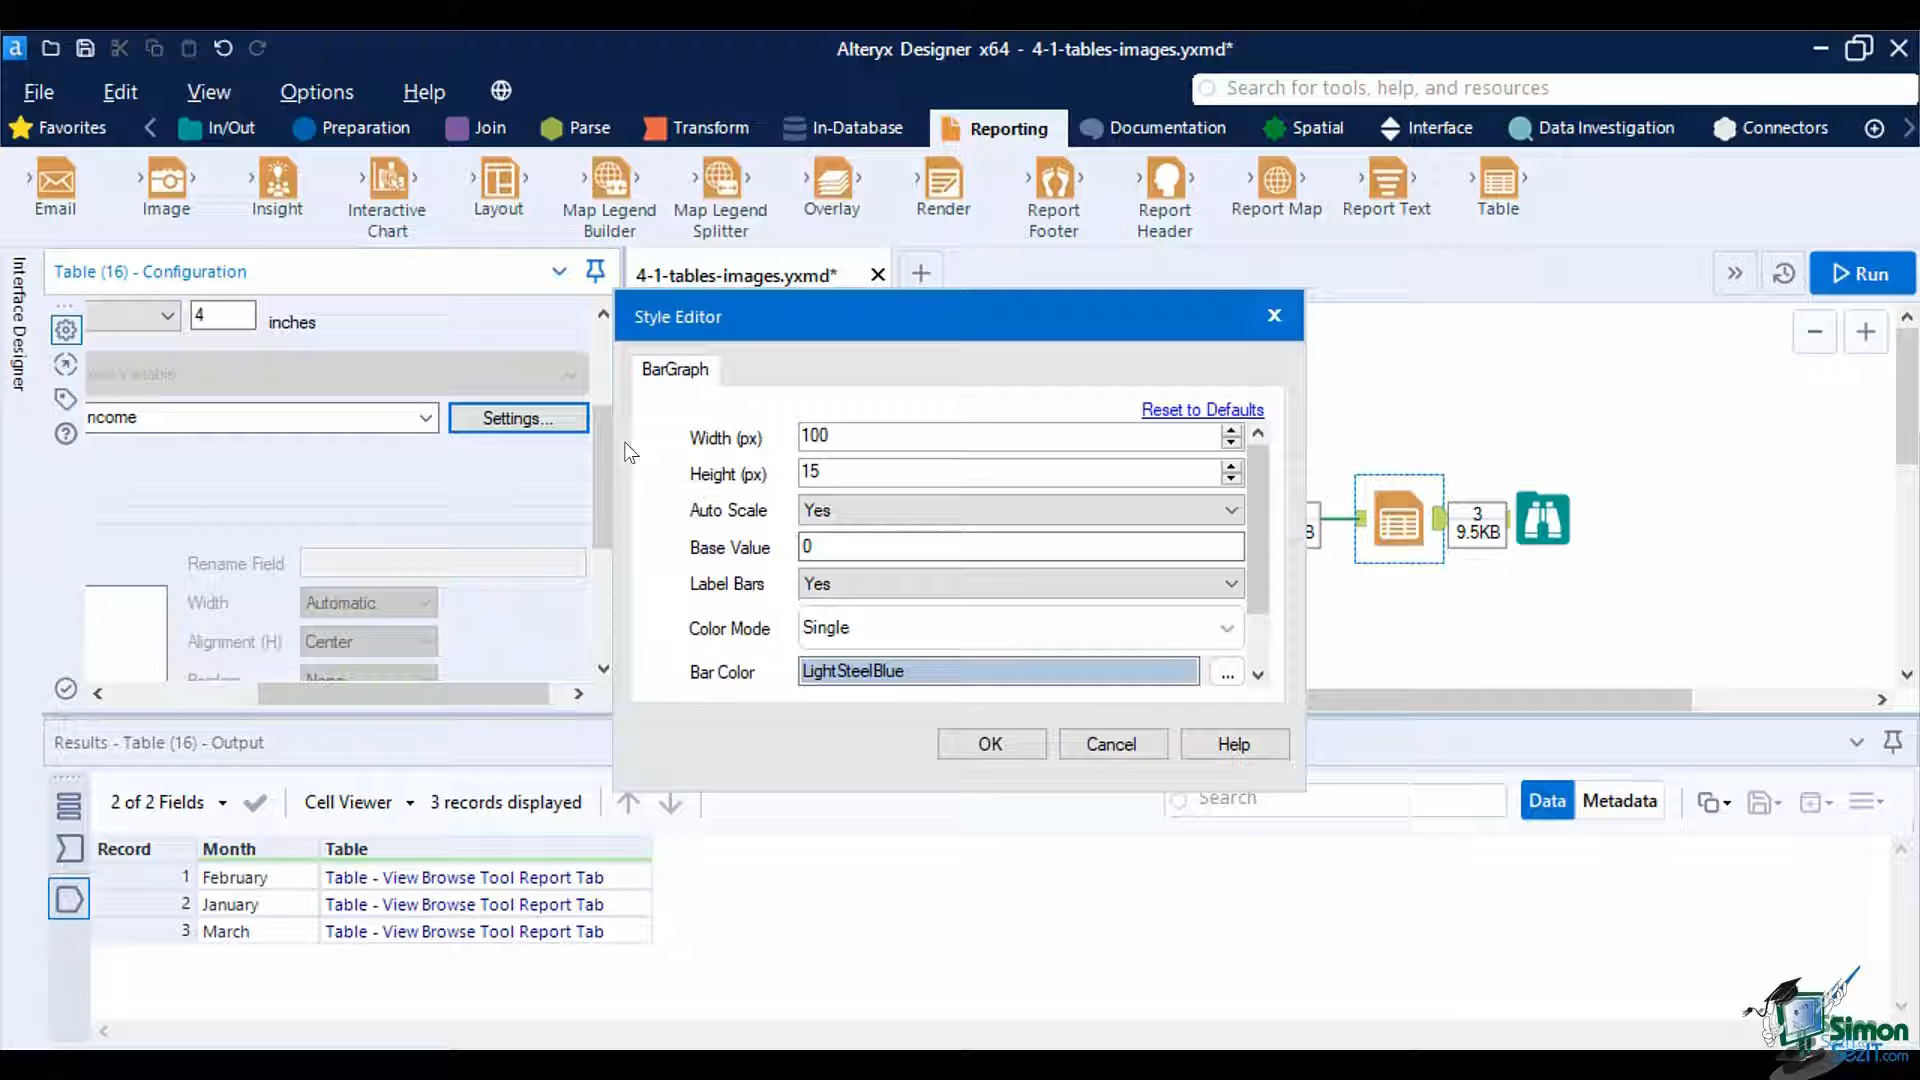 a
Alteryx Designer x64 - 4-1-tables-images.yxmd*
File Edit View Options Help
Search for tools, help, and resources
Favorites In/Out Preparation Join Parse Transform In-Database Reporting Documentation Spatial Interface Data Investigation Connectors
Email Image Insight Interactive Chart Layout Map Legend Builder Map Legend Splitter Overlay Render Report Footer Report Header Report Map Report Text Table
Interface Designer
Table (16) - Configuration
4-1-tables-images.yxmd*
Run
4 inches
Style Editor
BarGraph
Reset to Defaults
ncome
Settings...
Width (px) 100
Height (px) 15
Auto Scale Yes
Base Value 0
Label Bars Yes
Color Mode Single
Bar Color LightSteelBlue ...
OK Cancel Help
Rename Field
Width Automatic
Alignment (H) Center
B
3
9.5KB
Results - Table (16) - Output
2 of 2 Fields Cell Viewer 3 records displayed
Search
Data Metadata
Record Month Table
1 February Table - View Browse Tool Report Tab
2 January Table - View Browse Tool Report Tab
3 March Table - View Browse Tool Report Tab
Simon
SezIT.com